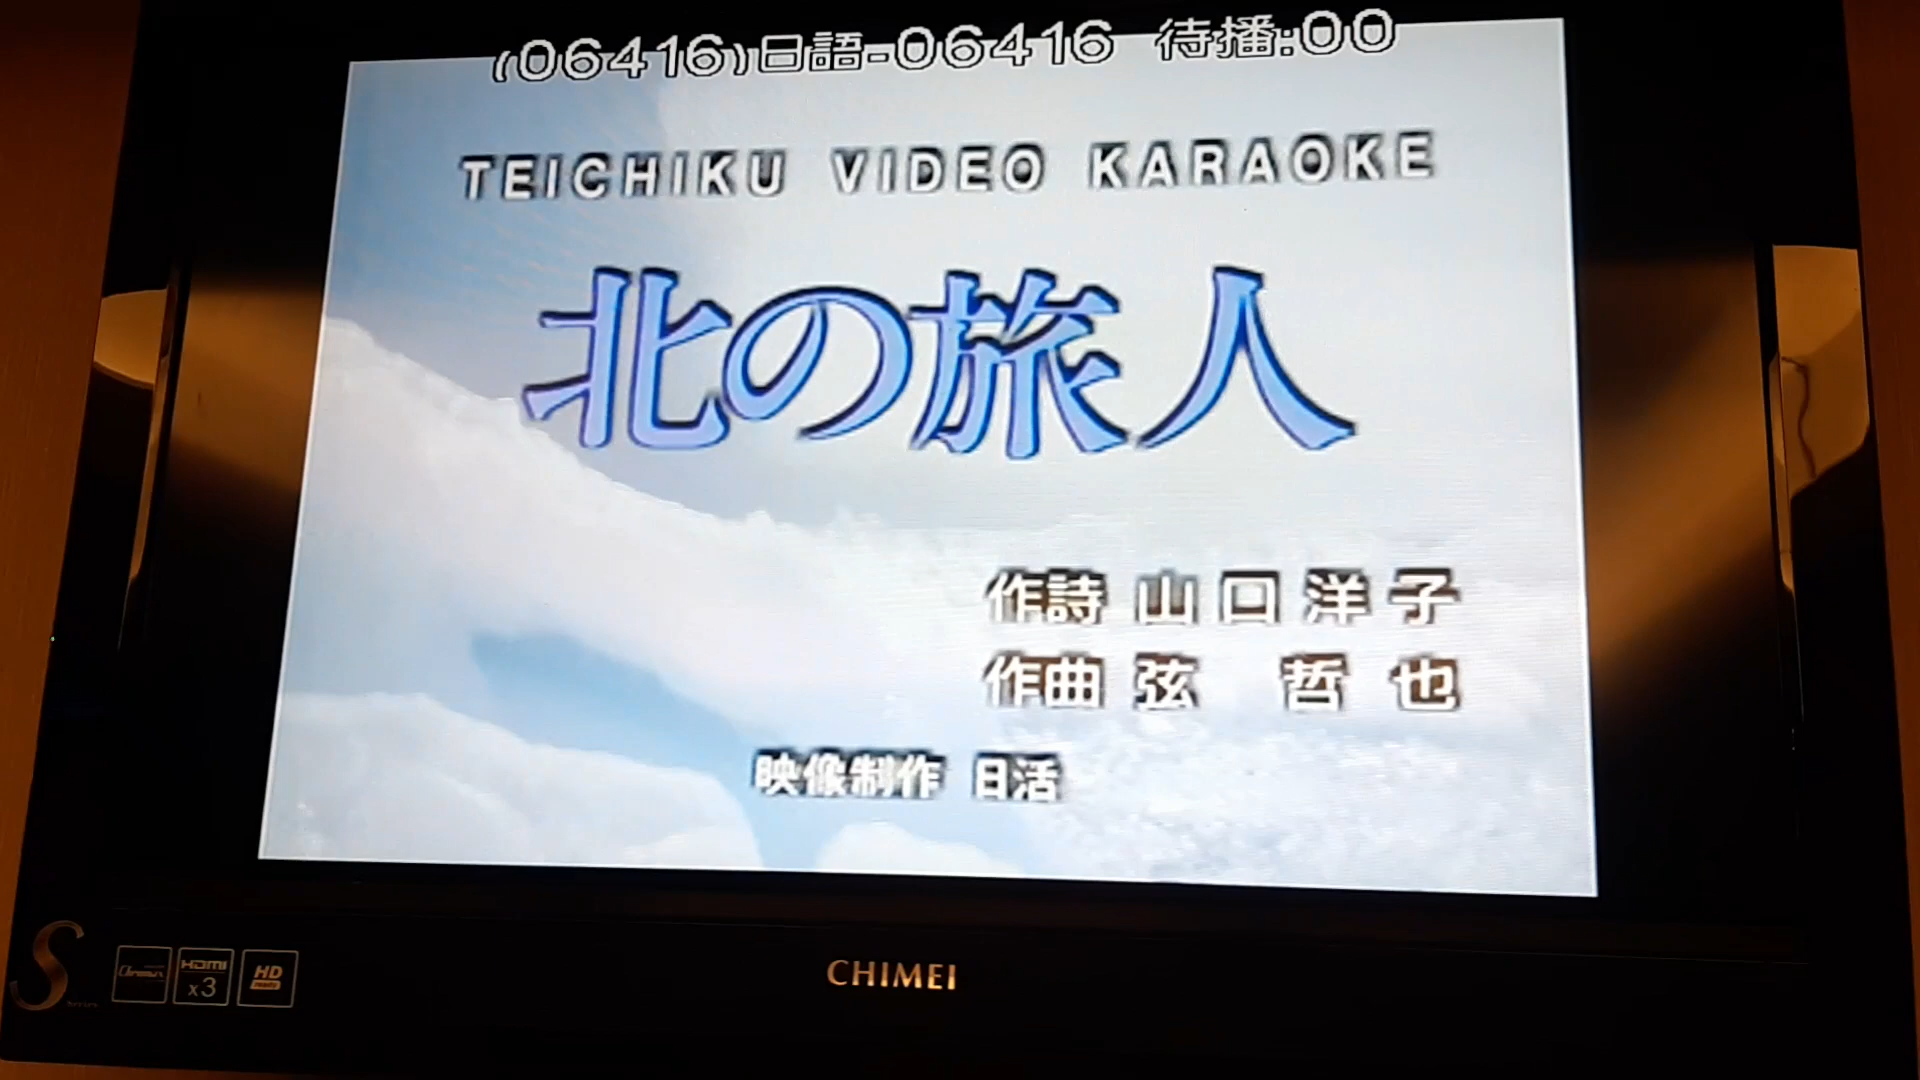 (06416)日語-06416 待播:00
TEICHIKU VIDEO KARAOKE
北の旅人
作詩 山口洋子
作曲 弦 哲也
映像制作 日活
S
HDMI x3
HD ready
CHIMEI